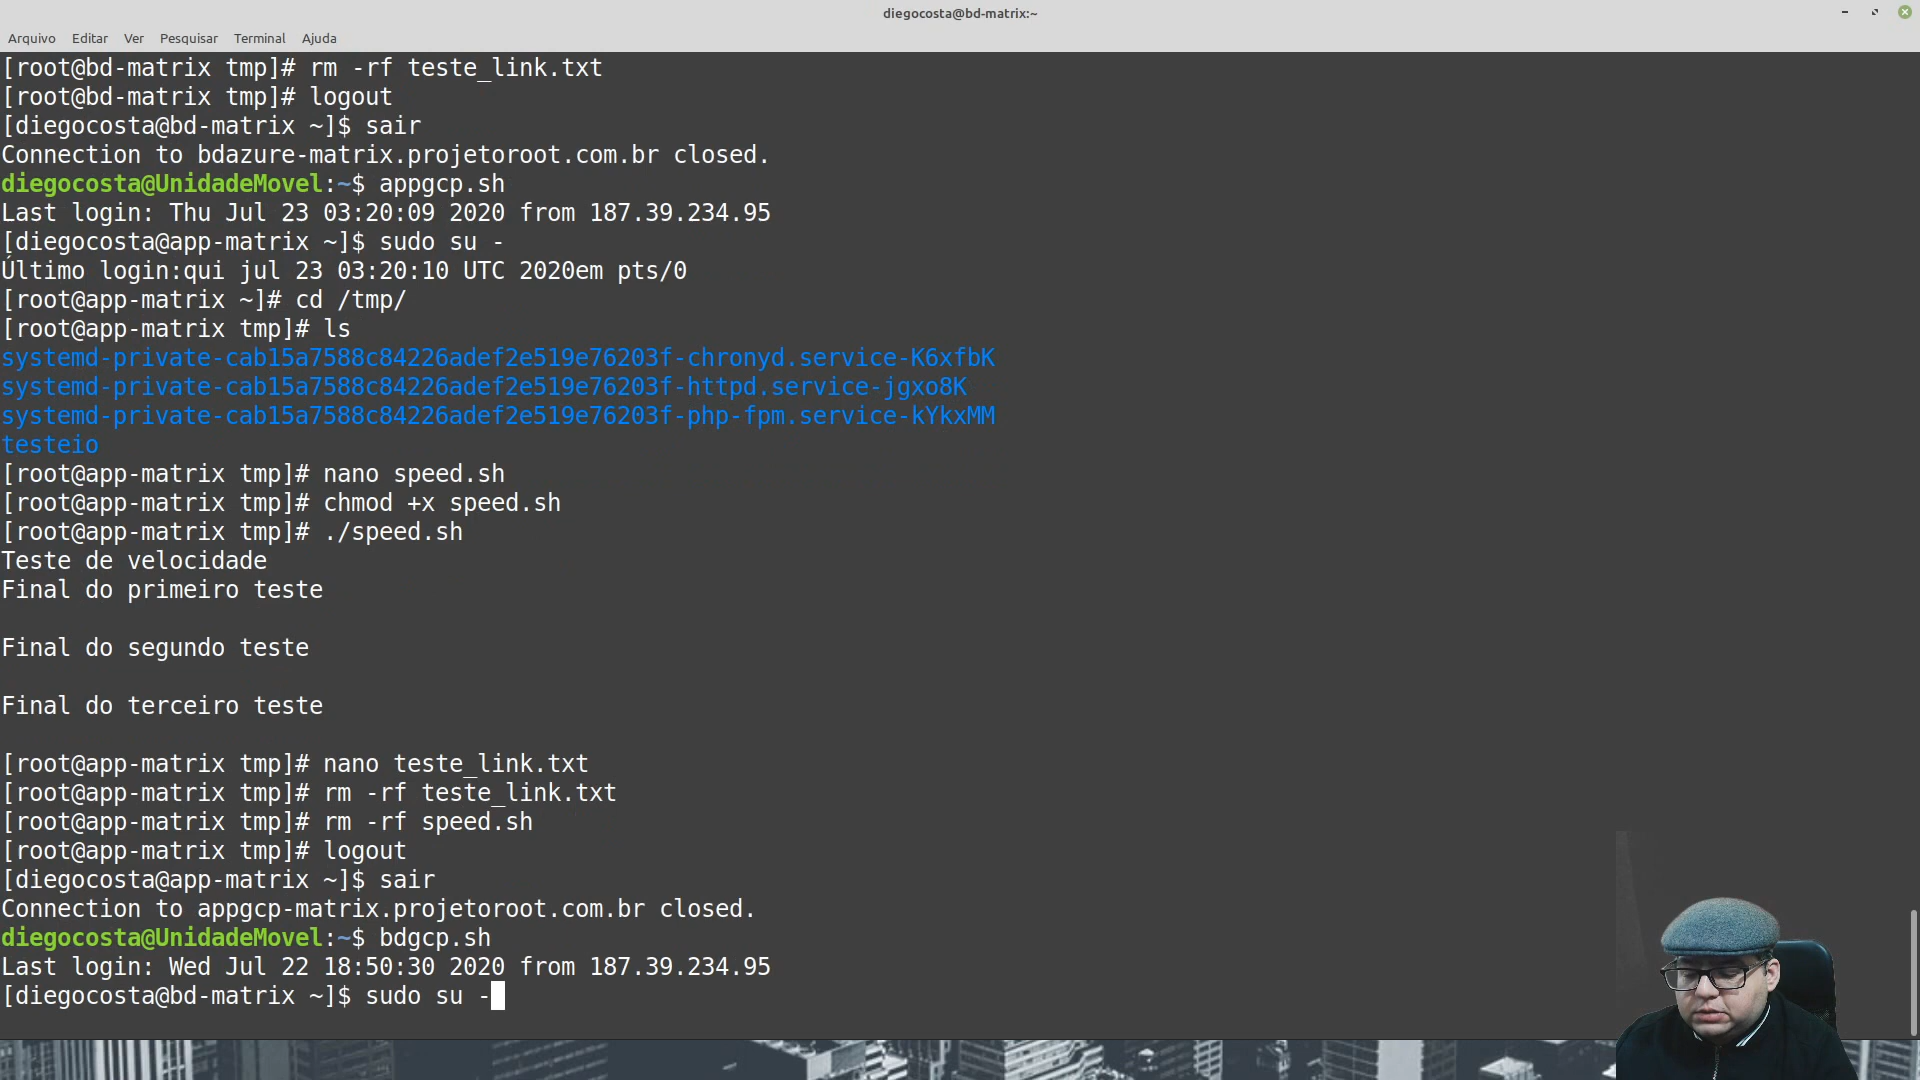 diegocosta@bd-matrix:~
Arquivo Editar Ver Pesquisar Terminal Ajuda
[root@bd-matrix tmp]# rm -rf teste_link.txt
[root@bd-matrix tmp]# logout
[diegocosta@bd-matrix ~]$ sair
Connection to bdazure-matrix.projetoroot.com.br closed.
diegocosta@UnidadeMovel:~$ appgcp.sh
Last login: Thu Jul 23 03:20:09 2020 from 187.39.234.95
[diegocosta@app-matrix ~]$ sudo su -
Último login:qui jul 23 03:20:10 UTC 2020em pts/0
[root@app-matrix ~]# cd /tmp/
[root@app-matrix tmp]# ls
systemd-private-cab15a7588c84226adef2e519e76203f-chronyd.service-K6xfbK
systemd-private-cab15a7588c84226adef2e519e76203f-httpd.service-jgxo8K
systemd-private-cab15a7588c84226adef2e519e76203f-php-fpm.service-kYkxMM
testeio
[root@app-matrix tmp]# nano speed.sh
[root@app-matrix tmp]# chmod +x speed.sh
[root@app-matrix tmp]# ./speed.sh
Teste de velocidade
Final do primeiro teste
Final do segundo teste
Final do terceiro teste
[root@app-matrix tmp]# nano teste_link.txt
[root@app-matrix tmp]# rm -rf teste_link.txt
[root@app-matrix tmp]# rm -rf speed.sh
[root@app-matrix tmp]# logout
[diegocosta@app-matrix ~]$ sair
Connection to appgcp-matrix.projetoroot.com.br closed.
diegocosta@UnidadeMovel:~$ bdgcp.sh
Last login: Wed Jul 22 18:50:30 2020 from 187.39.234.95
[diegocosta@bd-matrix ~]$ sudo su -